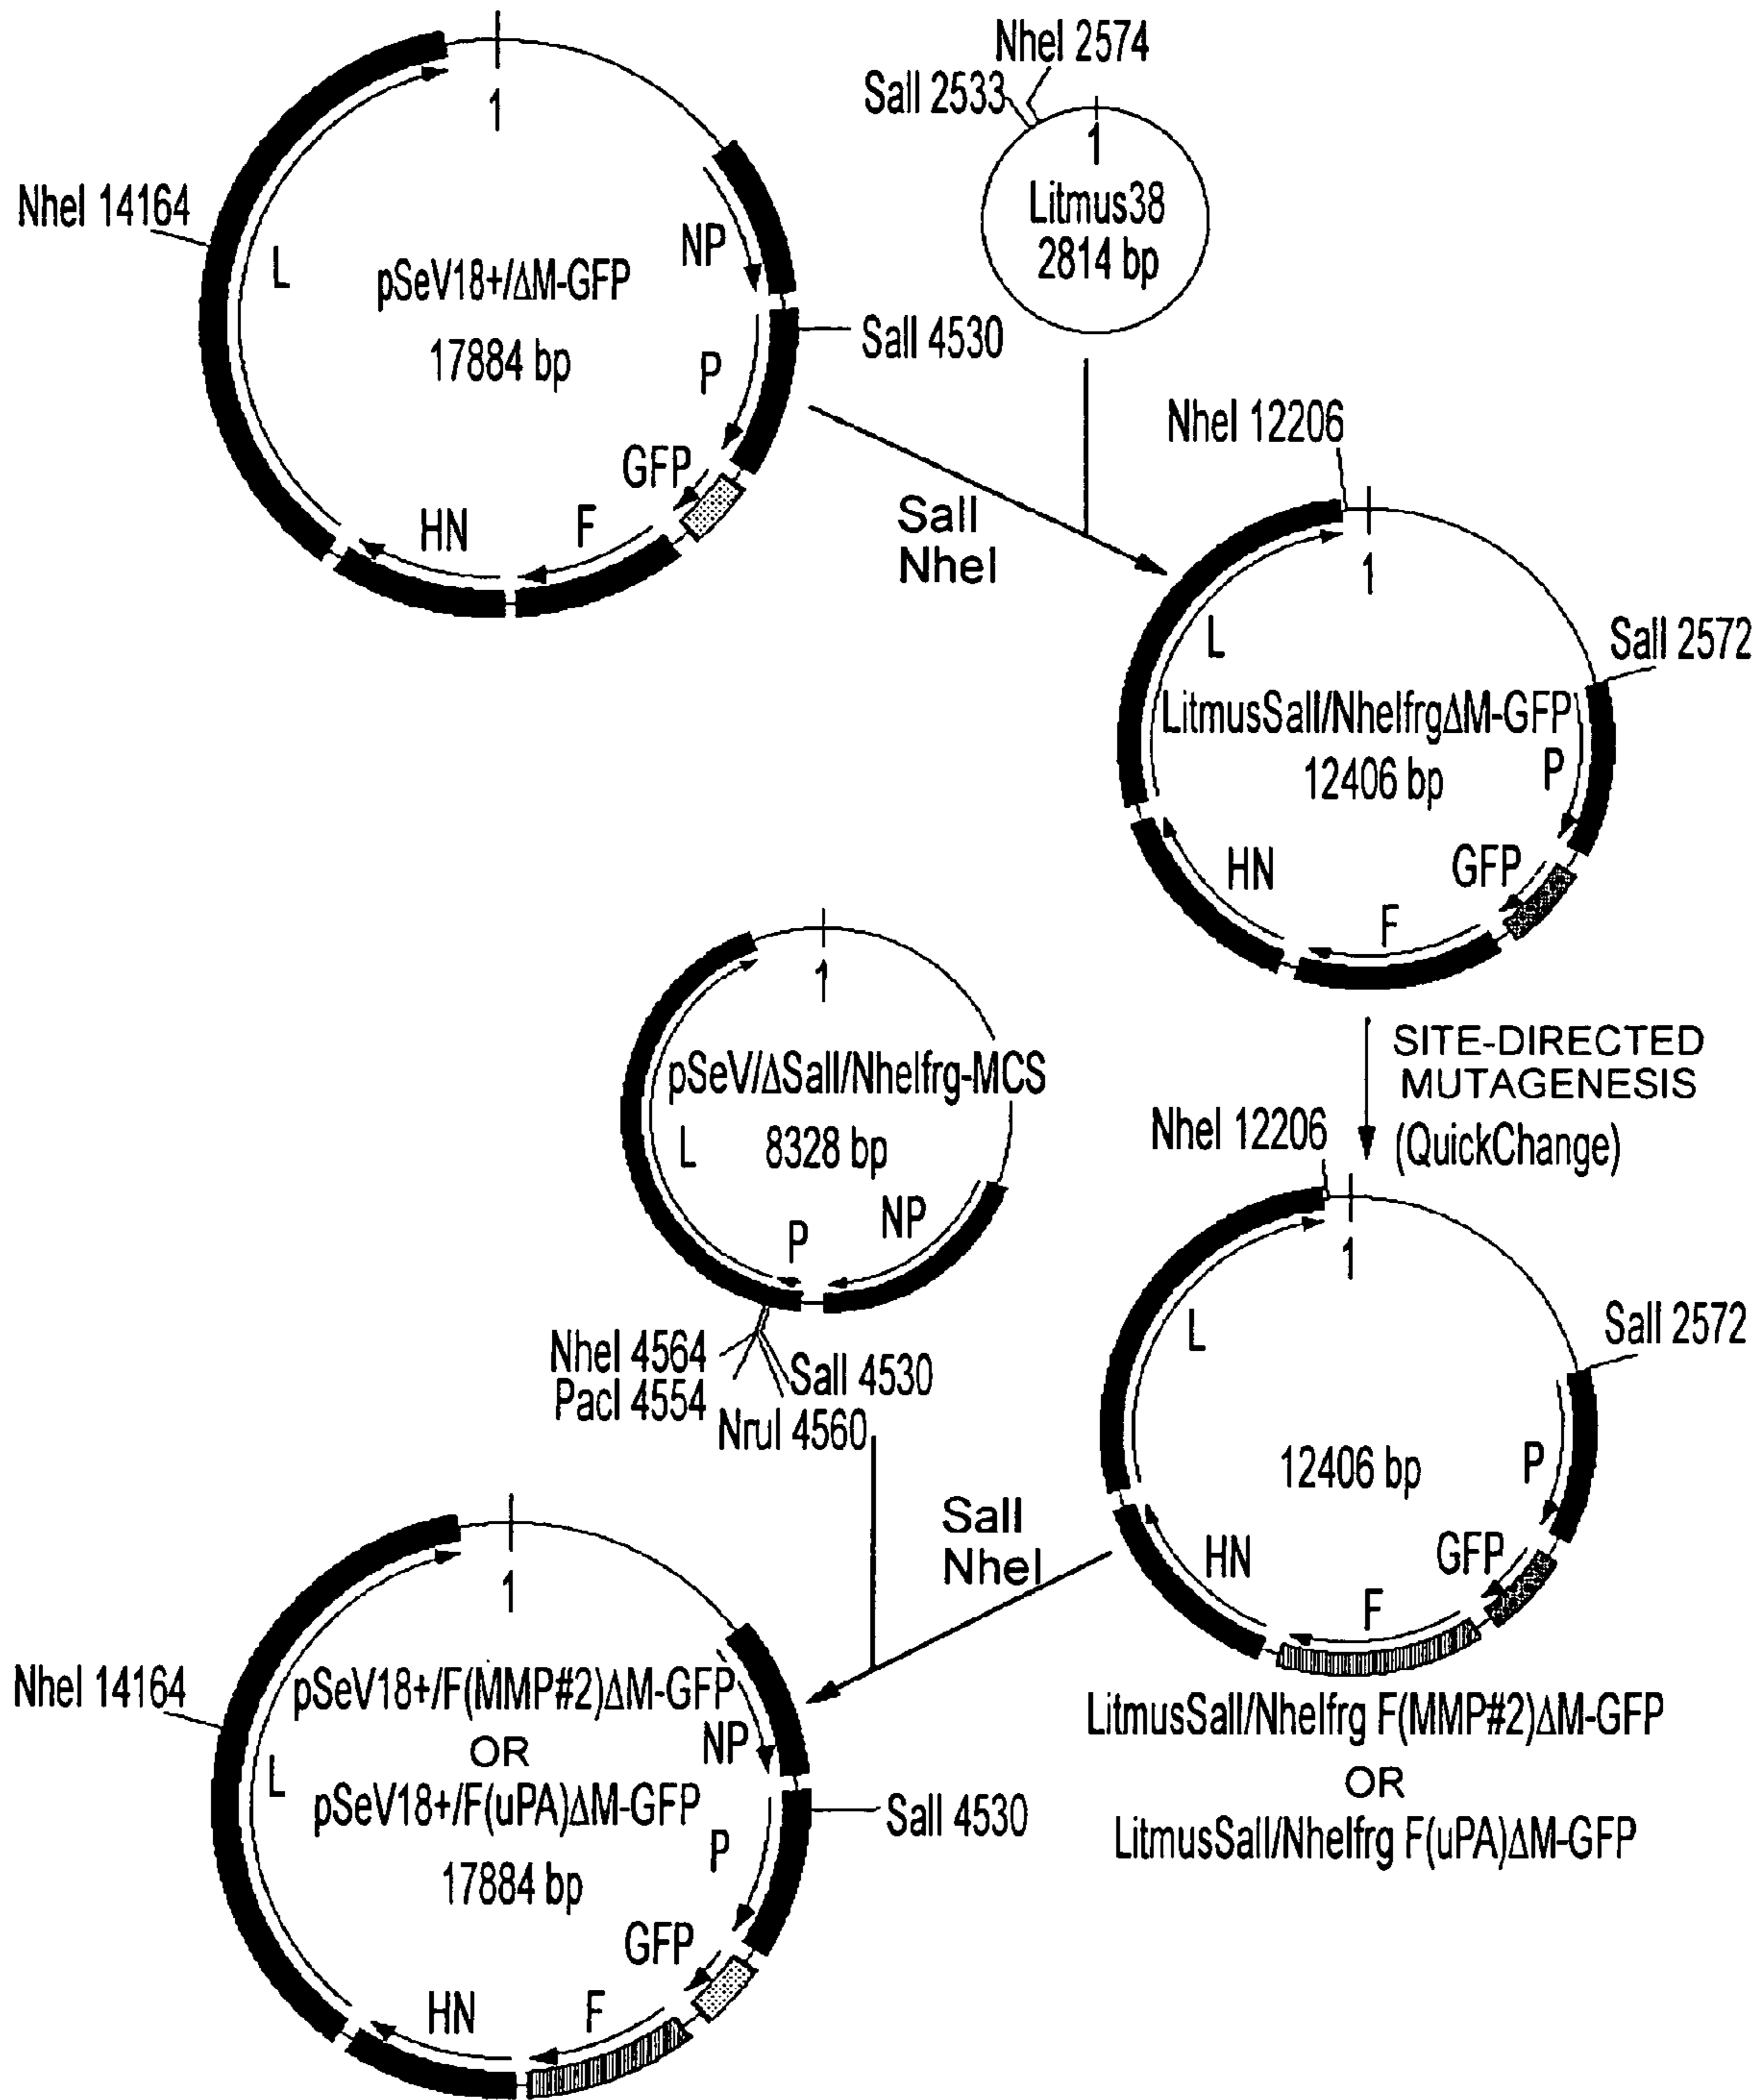 1
NheI 14164
L
pSeV18+/ΔM-GFP
17884 bp
NP
SalI 4530
P
GFP
F
HN
NheI 2574
SalI 2533
1
Litmus38
2814 bp
SalI
NheI
NheI 12206
1
SalI 2572
L
LitmusSalI/NheIfrgΔM-GFP
12406 bp
P
GFP
F
HN
SITE-DIRECTED
MUTAGENESIS
(QuickChange)
1
pSeV/ΔSalI/NheIfrg-MCS
8328 bp
L
P
NP
NheI 4564
PacI 4554
SalI 4530
NruI 4560
NheI 12206
1
SalI 2572
L
12406 bp
P
GFP
F
HN
LitmusSalI/NheIfrg F(MMP#2)ΔM-GFP
OR
LitmusSalI/NheIfrg F(uPA)ΔM-GFP
SalI
NheI
1
NheI 14164
pSeV18+/F(MMP#2)ΔM-GFP
OR
pSeV18+/F(uPA)ΔM-GFP
17884 bp
L
NP
SalI 4530
P
GFP
F
HN